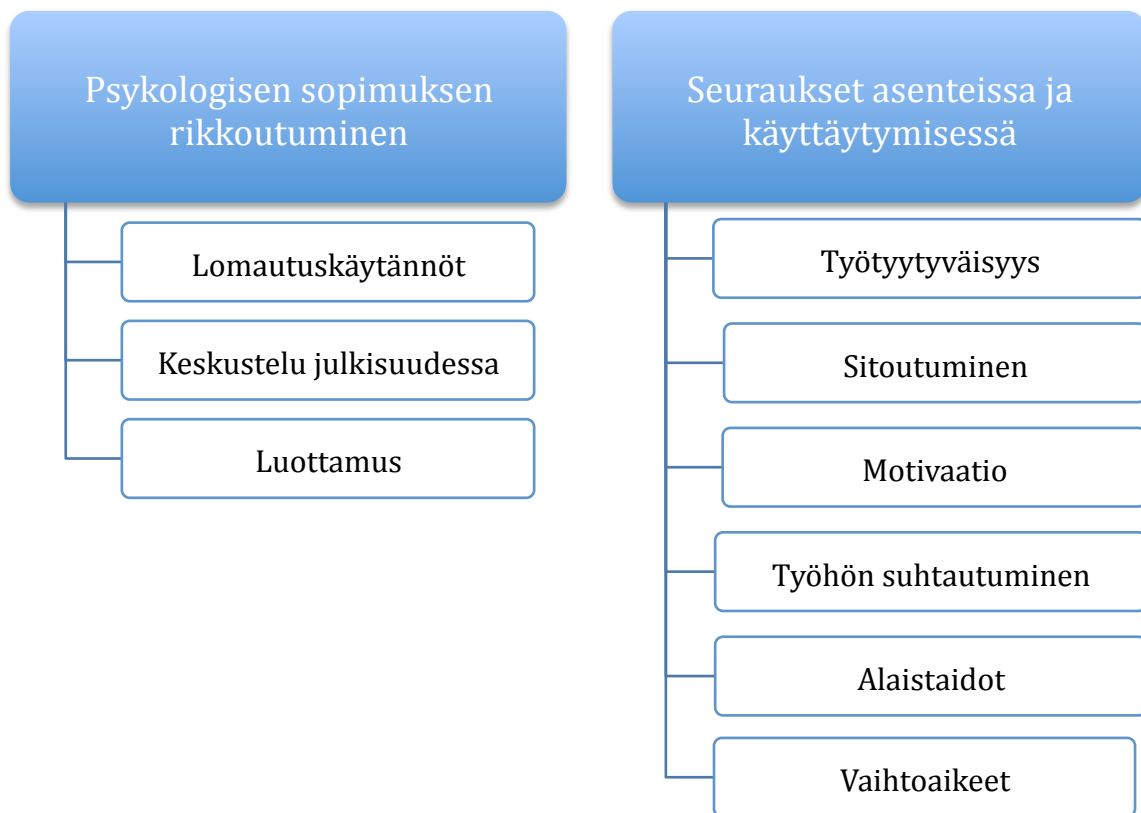 Psykologisen sopimuksen
rikkoutuminen
Lomautuskäytännöt
Keskustelu julkisuudessa
Luottamus
Seuraukset asenteissa ja
käyttäytymisessä
Työtyytyväisyys
Sitoutuminen
Motivaatio
Työhön suhtautuminen
Alaistaidot
Vaihtoaikeet